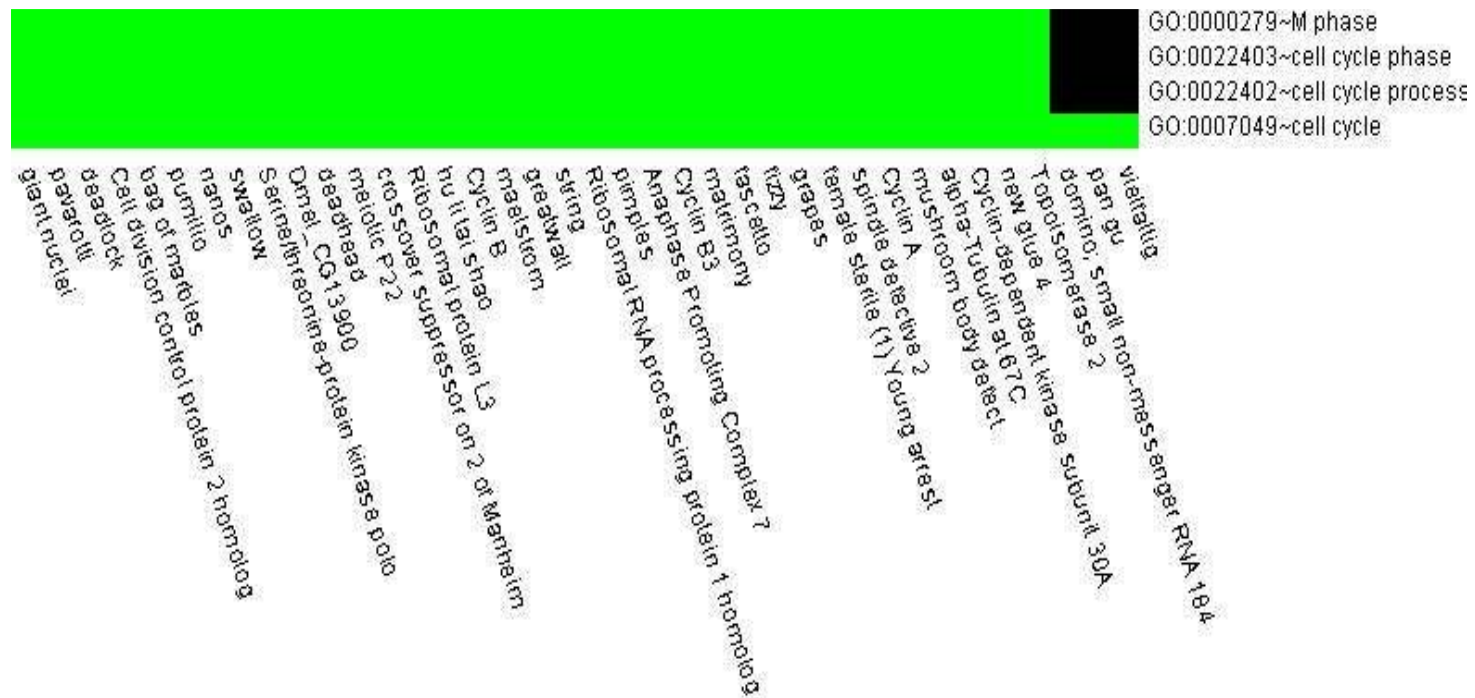 GO:0000279~M phase
GO:0022403~cell cycle phase
GO:0022402~cell cycle process
GO:0007049~cell cycle
giant nuclei
pavarotti
deadlock
Cell division control protein 2 homolog
bag of marbles
pumilio
nanos
swallow
Serine/threonine-protein kinase polo
Dmel_CG13900
deadhead
meiotic P22
crossover suppressor on 2 of Manheim
Ribosomal protein L3
hu li tai shao
Cyclin B
maelstrom
greatwall
string
Ribosomal RNA processing protein 1 homolog
pimples
Anaphase Promoting Complex 7
Cyclin B3
matrimony
fascetto
fizzy
grapes
female sterile (1) Young arrest
spindle defective 2
Cyclin A
mushroom body defect
alpha-Tubulin at 67C
Cyclin-dependent kinase subunit 30A
new glue 4
Topoisomerase 2
domino; small non-messenger RNA 184
pan gu
vielfaltig